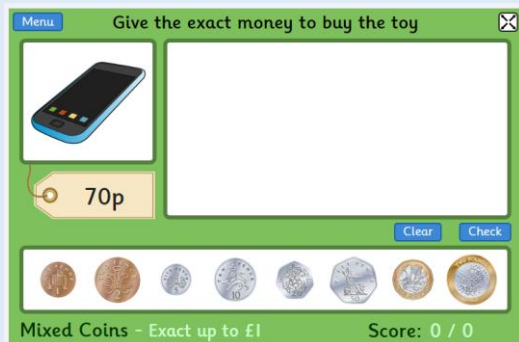 Menu
Give the exact money to buy the toy
70p
Clear
Check
Mixed Coins - Exact up to £1
Score: 0 / 0